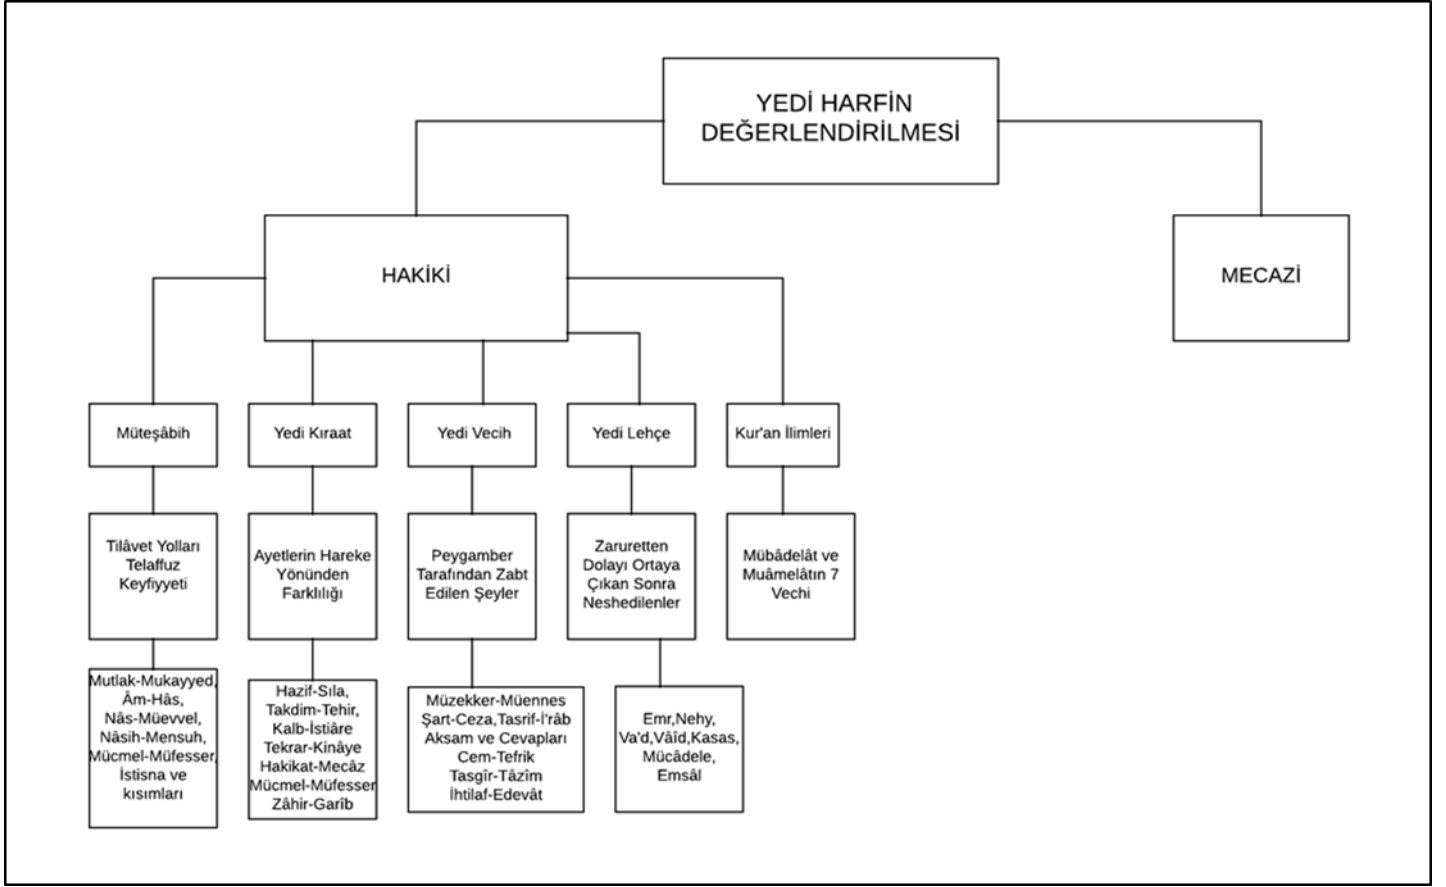 YEDİ HARFİN
DEĞERLENDİRİLMESİ
HAKİKİ
MECAZİ
Müteşâbih
Yedi Kıraat
Yedi Vecih
Yedi Lehçe
Kur'an İlimleri
Tilâvet Yolları
Telaffuz
Keyfiyyeti
Ayetlerin Hareke
Yönünden
Farklılığı
Peygamber
Tarafından Zabt
Edilen Şeyler
Zaruretten
Dolayı Ortaya
Çıkan Sonra
Neshedilenler
Mübâdelât ve
Muâmelâtın 7
Vechi
Mutlak-Mukayyed,
Âm-Hâs,
Nâs-Müevvel,
Nâsih-Mensuh,
Mücmel-Müfesser,
İstisna ve
kısımları
Hazif-Sıla,
Takdim-Tehir,
Kalb-İstiâre
Tekrar-Kinâye
Hakikat-Mecâz
Mücmel-Müfesser
Zâhir-Garîb
Müzekker-Müennes
Şart-Ceza,Tasrif-İ'râb
Aksam ve Cevapları
Cem-Tefrik
Tasgîr-Tâzîm
İhtilaf-Edevât
Emr,Nehy,
Va'd,Vâîd,Kasas,
Mücâdele,
Emsâl